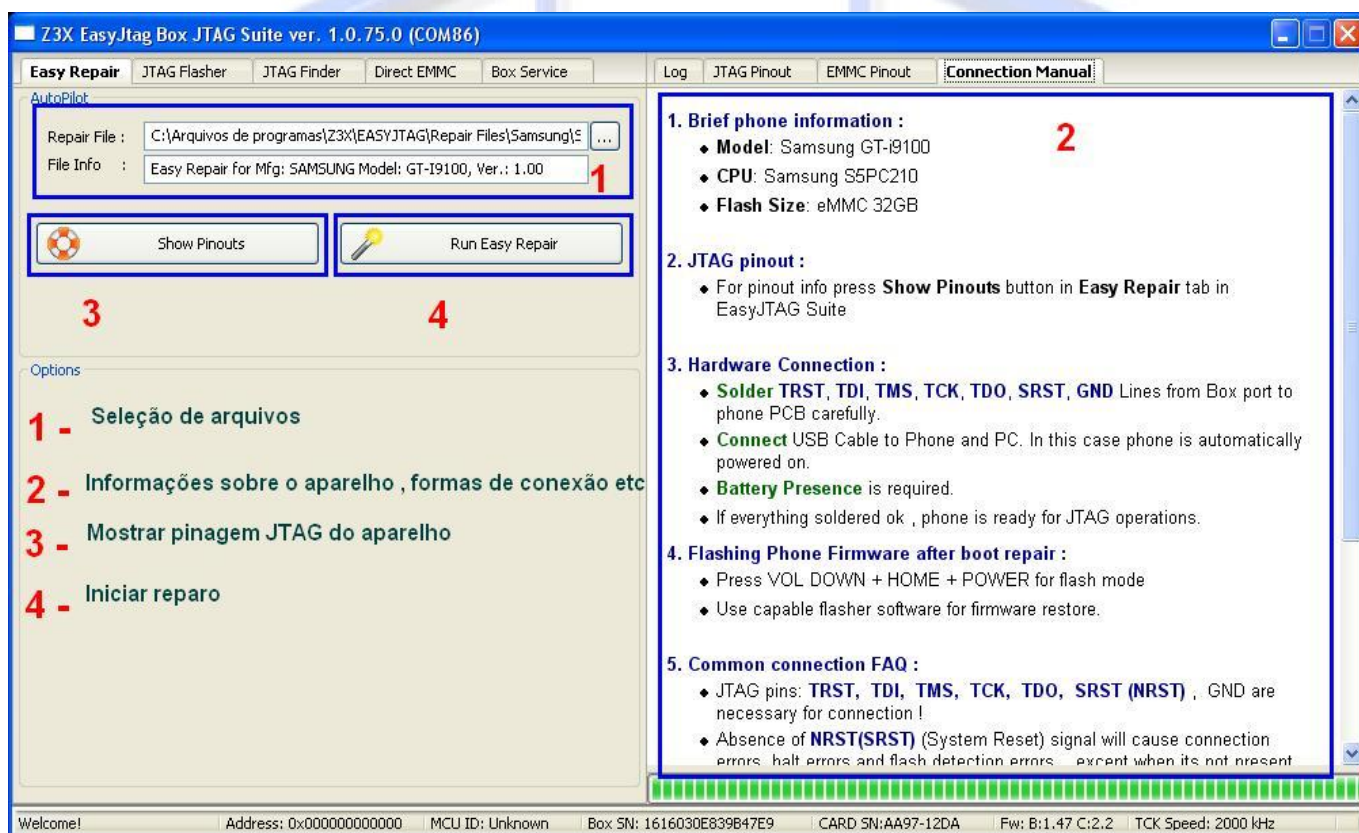 Z3X EasyJtag Box JTAG Suite ver. 1.0.75.0 (COM86)
Easy Repair JTAG Flasher JTAG Finder Direct EMMC Box Service
AutoPilot
Repair File : C:\Arquivos de programas\Z3X\EASYJTAG\Repair Files\Samsung\S ...
File Info : Easy Repair for Mfg: SAMSUNG Model: GT-I9100, Ver.: 1.00
1
Show Pinouts Run Easy Repair
3 4
Options
1 - Seleção de arquivos
2 - Informações sobre o aparelho , formas de conexão etc
3 - Mostrar pinagem JTAG do aparelho
4 - Iniciar reparo
Log JTAG Pinout EMMC Pinout Connection Manual
2
1. Brief phone information :
Model: Samsung GT-i9100
CPU: Samsung S5PC210
Flash Size: eMMC 32GB
2. JTAG pinout :
For pinout info press Show Pinouts button in Easy Repair tab in
EasyJTAG Suite
3. Hardware Connection :
Solder TRST, TDI, TMS, TCK, TDO, SRST, GND Lines from Box port to
phone PCB carefully.
Connect USB Cable to Phone and PC. In this case phone is automatically
powered on.
Battery Presence is required.
If everything soldered ok , phone is ready for JTAG operations.
4. Flashing Phone Firmware after boot repair :
Press VOL DOWN + HOME + POWER for flash mode
Use capable flasher software for firmware restore.
5. Common connection FAQ :
JTAG pins: TRST, TDI, TMS, TCK, TDO, SRST (NRST) , GND are
necessary for connection !
Absence of NRST(SRST) (System Reset) signal will cause connection
errors, halt errors and flash detection errors , except when its not present
Welcome! Address: 0x000000000000 MCU ID: Unknown Box SN: 1616030E839B47E9 CARD SN:AA97-12DA Fw: B:1.47 C:2.2 TCK Speed: 2000 kHz